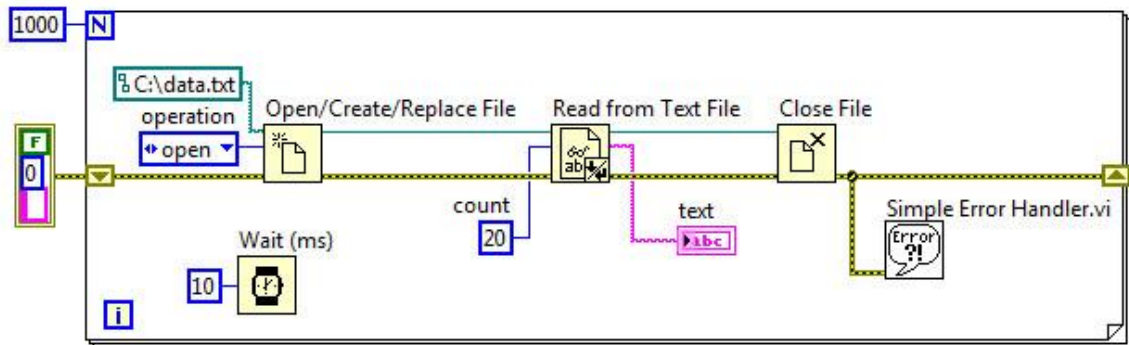 1000
N
C:\data.txt
operation
open
Open/Create/Replace File
Read from Text File
Close File
F
0
ab
count
20
text
abc
Simple Error Handler.vi
Error
?!
Wait (ms)
10
i